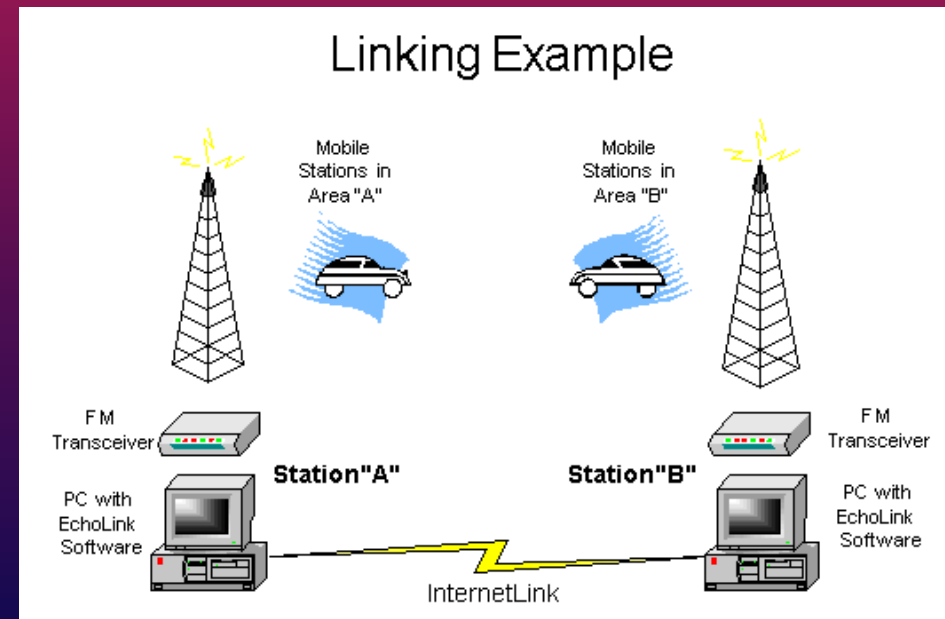 Linking Example
Mobile
Stations in
Area "A"
Mobile
Stations in
Area "B"
FM
Transceiver
Station"A"
PC with
EchoLink
Software
Station"B"
FM
Transceiver
PC with
EchoLink
Software
InternetLink